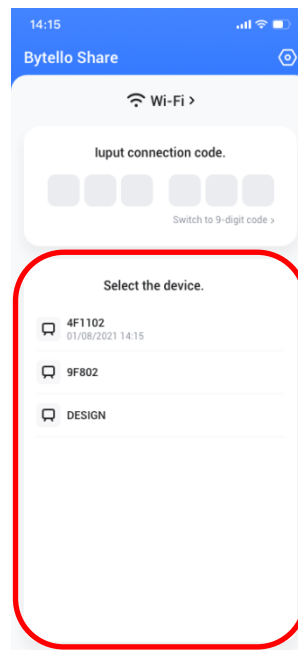 14:15
Bytello Share
Wi-Fi >
Iuput connection code.
Switch to 9-digit code >
Select the device.
4F1102
01/08/2021 14:15
9F802
DESIGN